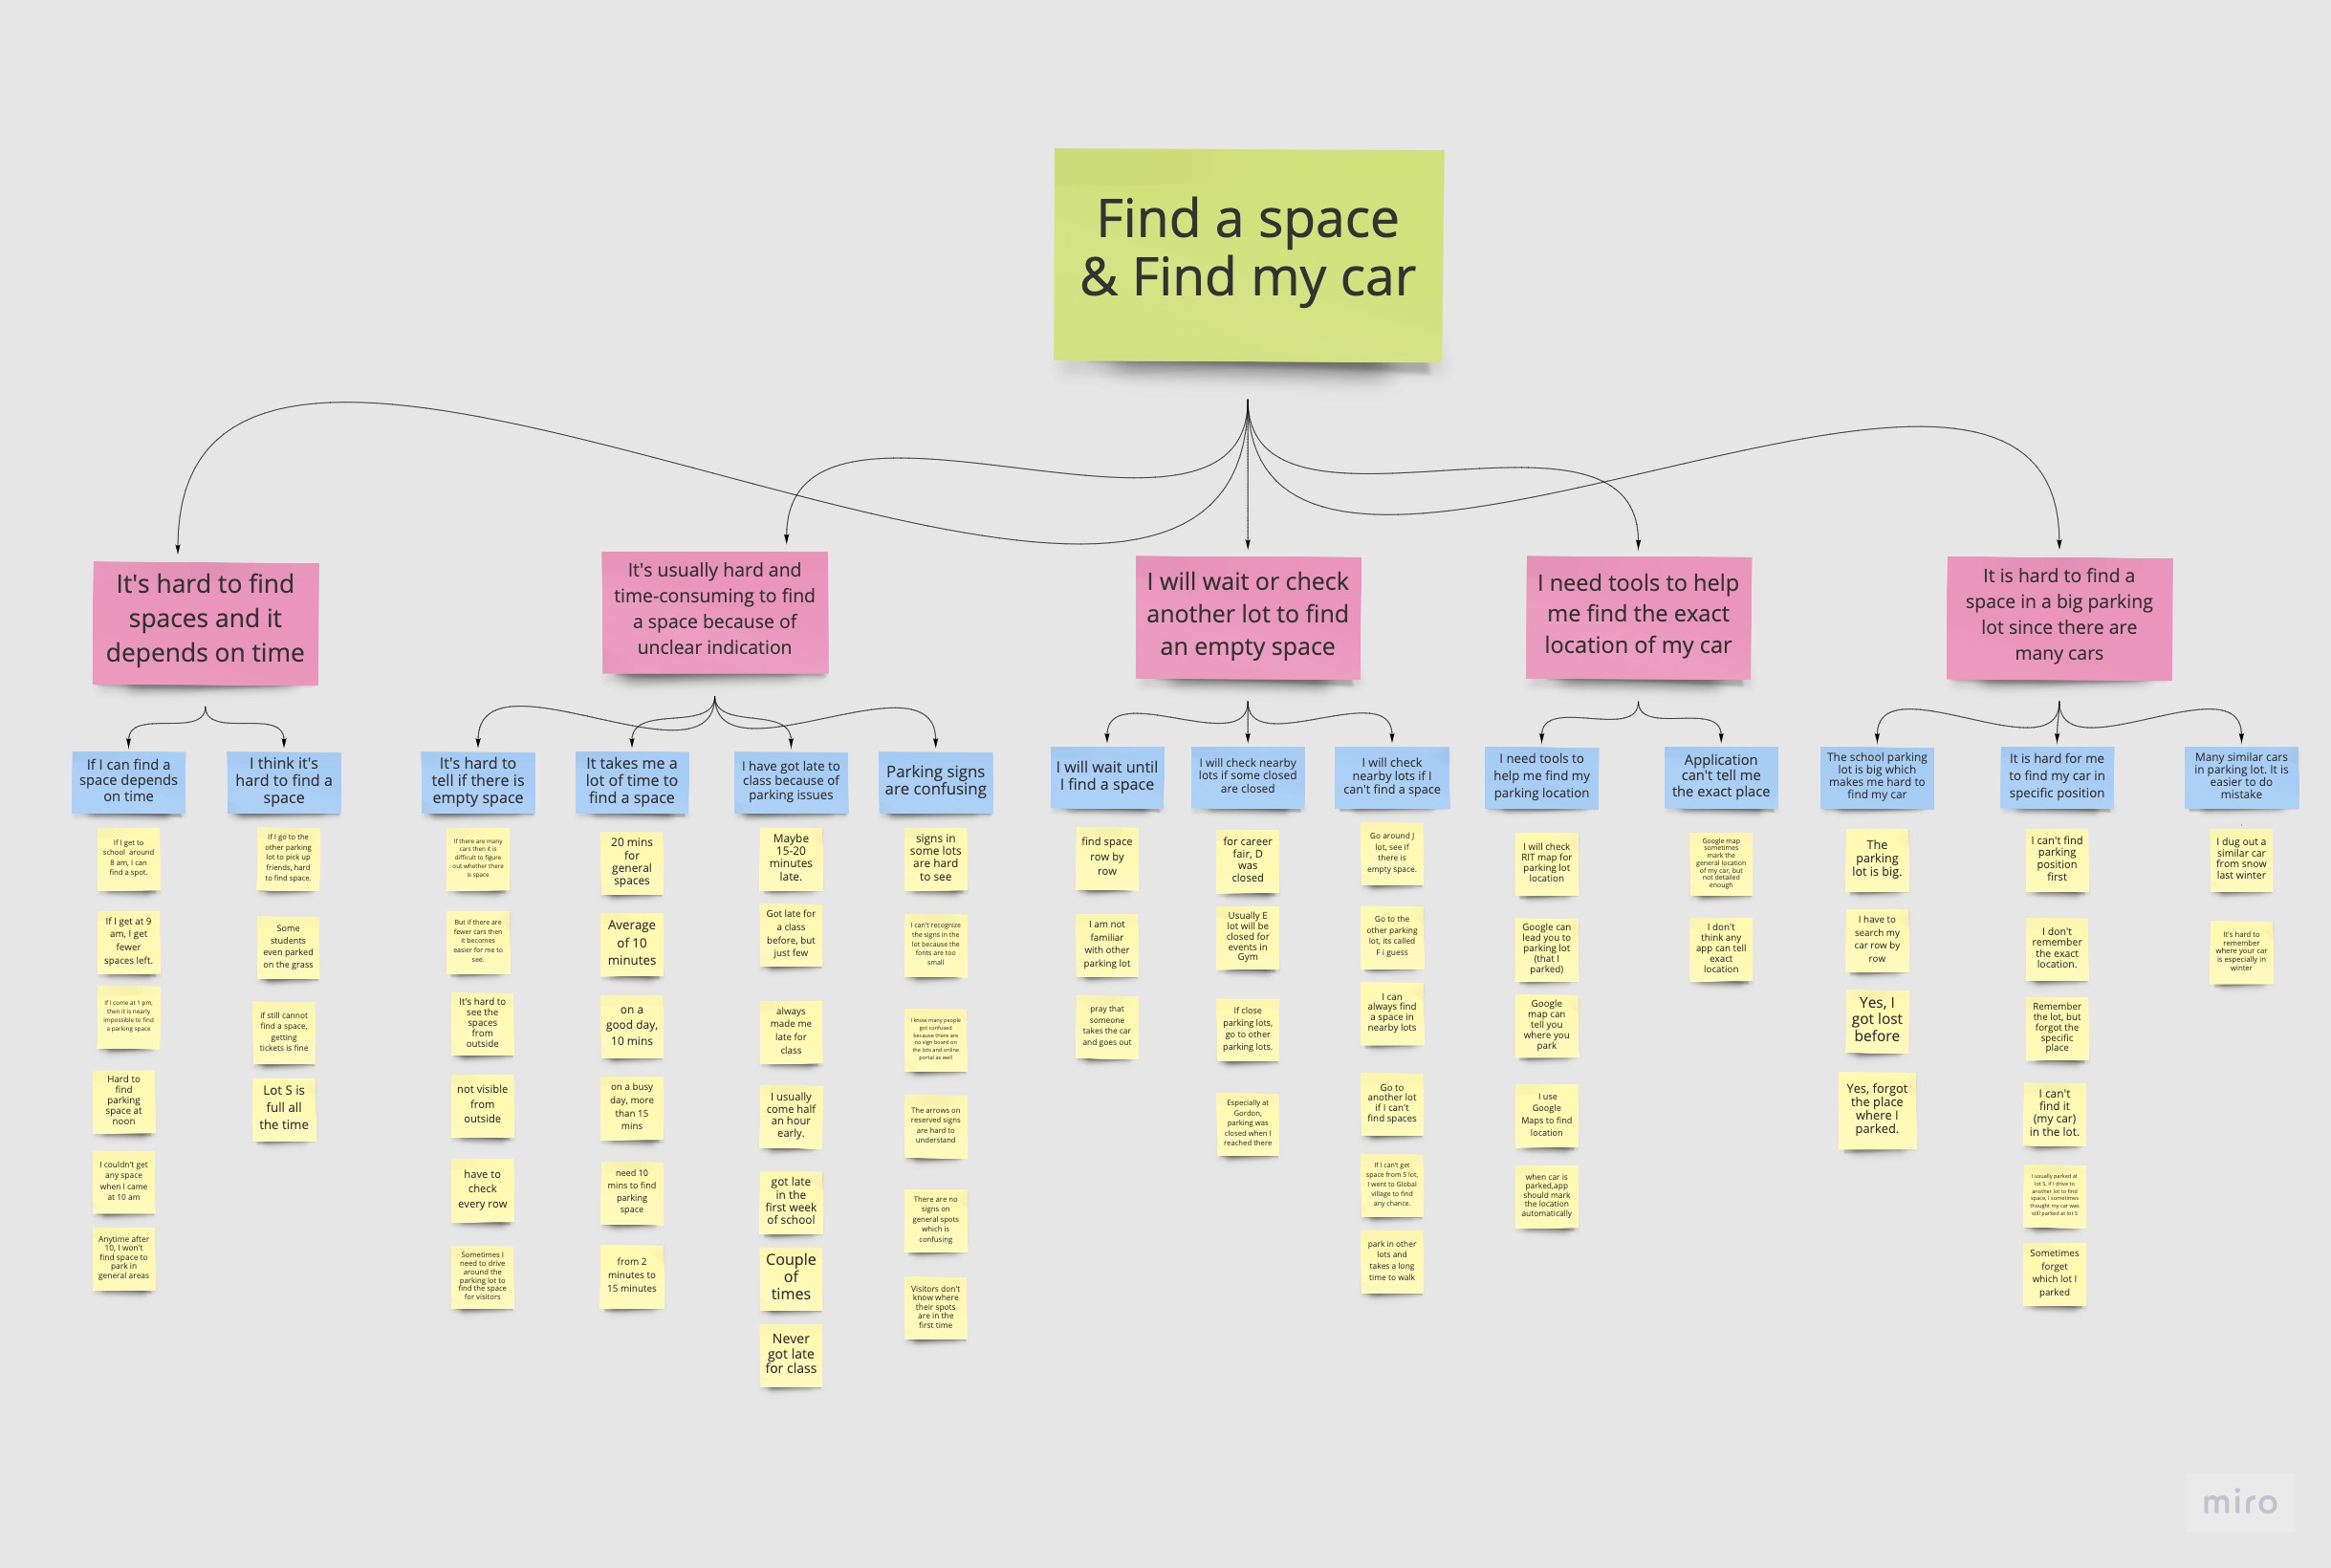 Find a space
& Find my car
It's hard to find
spaces and it
depends on time
It's usually hard and
time-consuming to find
a space because of
unclear indication
I will wait or check
another lot to find
an empty space
I need tools to help
me find the exact
location of my car
It is hard to find a
space in a big parking
lot since there are
many cars
If I can find a
space depends
on time
I think it's
hard to find a
space
It's hard to
tell if there is
empty space
It takes me a
lot of time to
find a space
I have got late to
class because of
parking issues
Parking signs
are confusing
I will wait until
I find a space
I will check nearby
lots if some closed
are closed
I will check
nearby lots if I
can't find a space
I need tools to
help me find my
parking location
Application
can't tell me
the exact place
The school parking
lot is big which
makes me hard to
find my car
It is hard for me
to find my car in
specific position
Many similar cars
in parking lot. It is
easier to do
mistake
If I get to
school around
8 am, I can
find a spot.
If I get at 9
am, I get
fewer
spaces left.
If I come at 1 pm,
then it is nearly
impossible to find
a parking space
Hard to
find
parking
space at
noon
I couldn't get
any space
when I came
at 10 am
Anytime after
10, I won't
find space to
park in
general areas
If I go to the
other parking
lot to pick up
friends, hard
to find space.
Some
students
even parked
on the grass
if still cannot
find a space,
getting
tickets is fine
Lot S is
full all
the time
If there are many
cars then it is
difficult to figure
out whether there
is space
But if there are
fewer cars then
it becomes
easier for me to
see.
It's hard to
see the
spaces
from
outside
not visible
from
outside
have to
check
every row
Sometimes I
need to drive
around the
parking lot to
find the space
for visitors
20 mins
for
general
spaces
Average
of 10
minutes
on a
good day,
10 mins
on a busy
day, more
than 15
mins
need 10
mins to find
parking
space
from 2
minutes to
15 minutes
Maybe
15-20
minutes
late.
Got late for
a class
before, but
just few
always
made me
late for
class
I usually
come half
an hour
early.
got late
in the
first week
of school
Couple
of
times
Never
got late
for class
signs in
some lots
are hard
to see
I can't recognize
the signs in the
lot because the
fonts are too
small
I know many people
got confused
because there are
no sign board on
the lots and online
portal as well
The arrows on
reserved signs
are hard to
understand
There are no
signs on
general spots
which is
confusing
Visitors don't
know where
their spots
are in the
first time
find space
row by
row
I am not
familiar
with other
parking lot
pray that
someone
takes the car
and goes out
for career
fair, D
was
closed
Usually E
lot will be
closed for
events in
Gym
If close
parking lots,
go to other
parking lots.
Especially at
Gordon,
parking was
closed when I
reached there
Go around J
lot, see if
there is
empty space.
Go to the
other parking
lot, its called
F i guess
I can
always find
a space in
nearby lots
Go to
another lot
if I can't
find spaces
If I can't get
space from S lot,
I went to Global
village to find
any chance.
park in other
lots and
takes a long
time to walk
I will check
RIT map for
parking lot
location
Google can
lead you to
parking lot
(that I
parked)
Google
map can
tell you
where you
park
I use
Google
Maps to find
location
when car is
parked,app
should mark
the location
automatically
Google map
sometimes
mark the
general location
of my car, but
not detailed
enough
I don't
think any
app can tell
exact
location
The
parking
lot is big.
I have to
search my
car row by
row
Yes, I
got lost
before
Yes, forgot
the place
where I
parked.
I can't find
parking
position
first
I don't
remember
the exact
location.
Remember
the lot, but
forgot the
specific
place
I can't
find it
(my car)
in the lot.
I usually parked at
lot S, if I drive to
another lot to find
space, I sometimes
thought my car was
still parked at lot S
Sometimes
forget
which lot I
parked
I dug out a
similar car
from snow
last winter
It's hard to
remember
where your car
is especially in
winter
miro